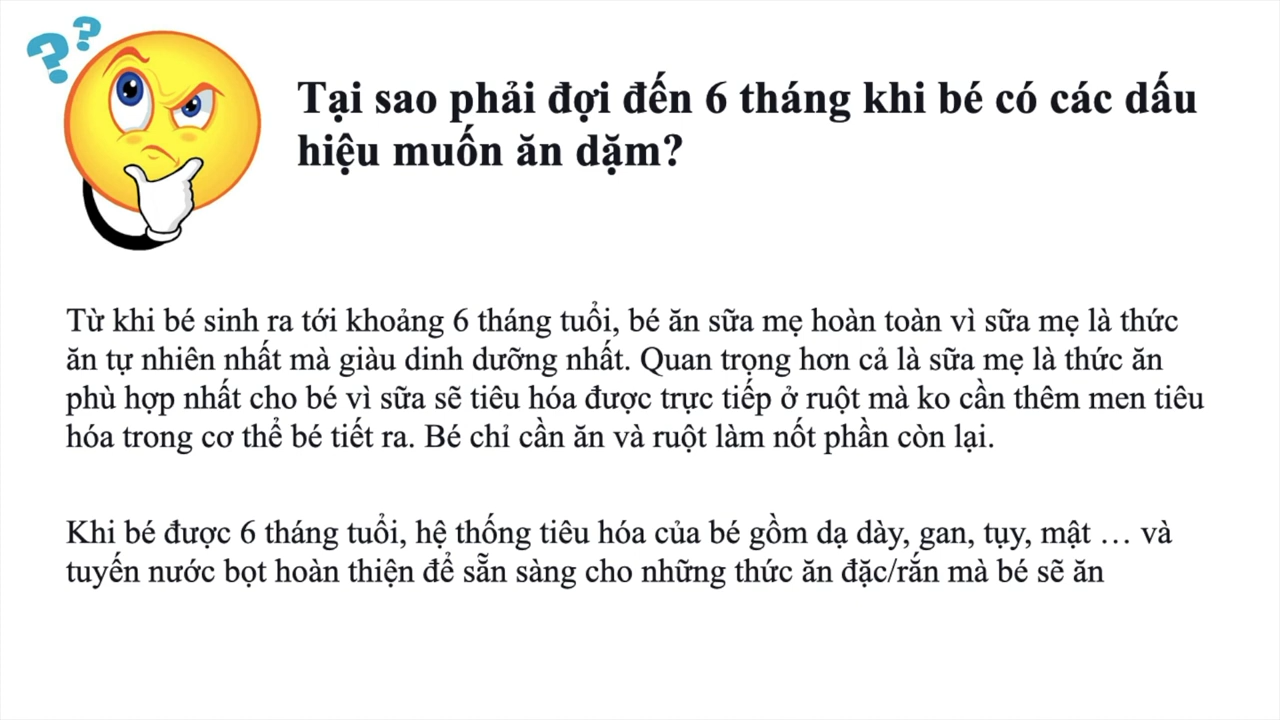 ? ?
Tại sao phải đợi đến 6 tháng khi bé có các dấu
hiệu muốn ăn dặm?
Từ khi bé sinh ra tới khoảng 6 tháng tuổi, bé ăn sữa mẹ hoàn toàn vì sữa mẹ là thức
ăn tự nhiên nhất mà giàu dinh dưỡng nhất. Quan trọng hơn cả là sữa mẹ là thức ăn
phù hợp nhất cho bé vì sữa sẽ tiêu hóa được trực tiếp ở ruột mà ko cần thêm men tiêu
hóa trong cơ thể bé tiết ra. Bé chỉ cần ăn và ruột làm nốt phần còn lại.
Khi bé được 6 tháng tuổi, hệ thống tiêu hóa của bé gồm dạ dày, gan, tụy, mật … và
tuyến nước bọt hoàn thiện để sẵn sàng cho những thức ăn đặc/rắn mà bé sẽ ăn